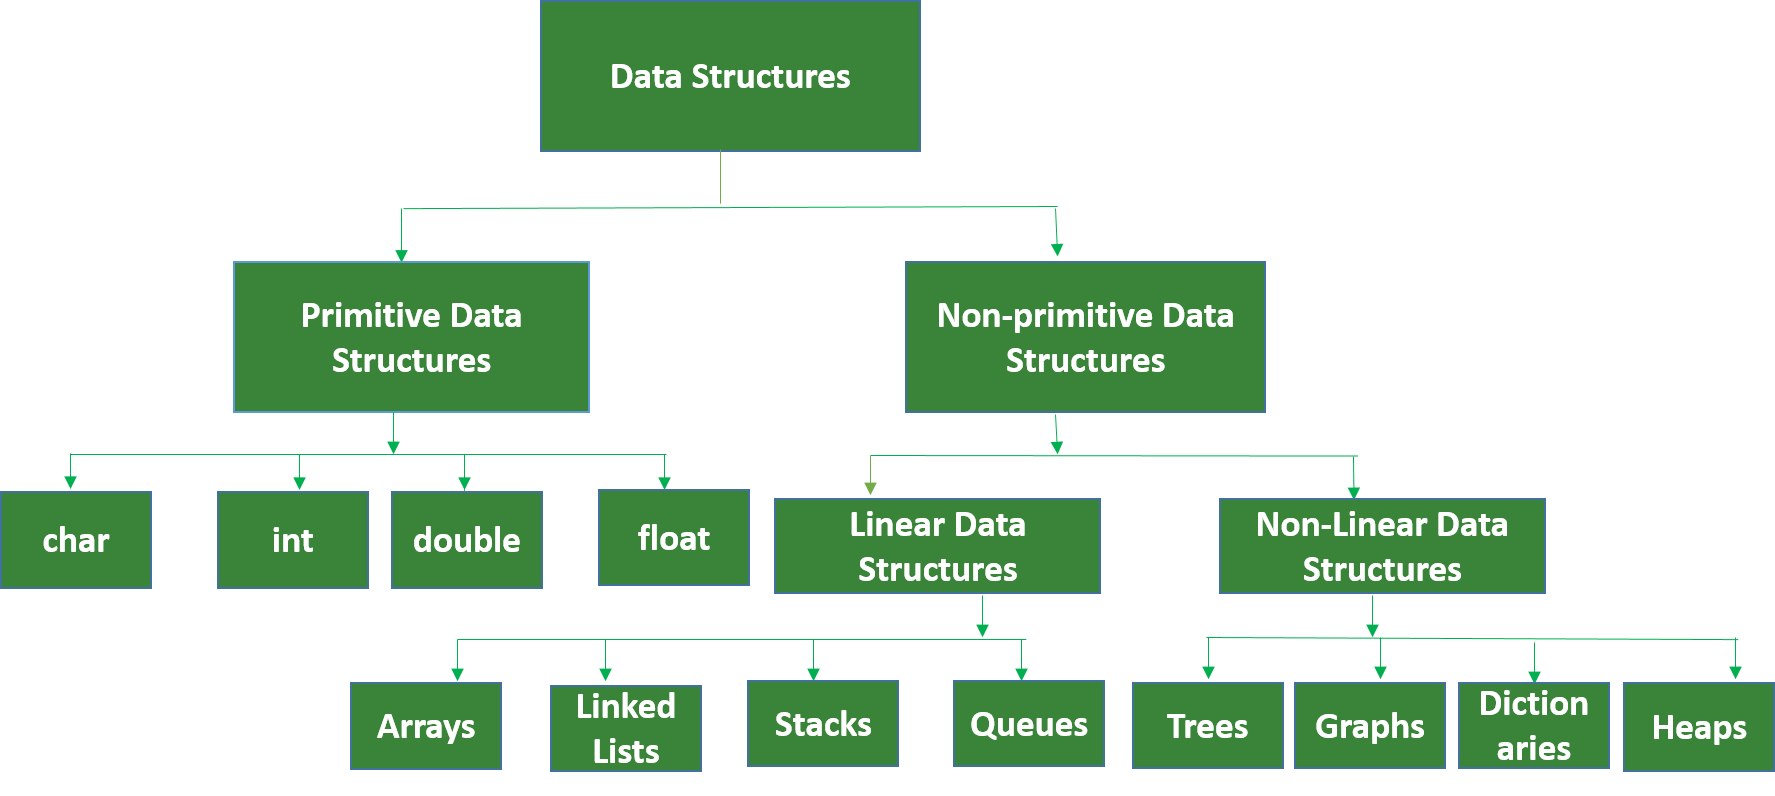 Data Structures
Primitive Data
Structures
Non-primitive Data
Structures
char
int
double
float
Linear Data
Structures
Non-Linear Data
Structures
Arrays
Linked
Lists
Stacks
Queues
Trees
Graphs
Diction
aries
Heaps